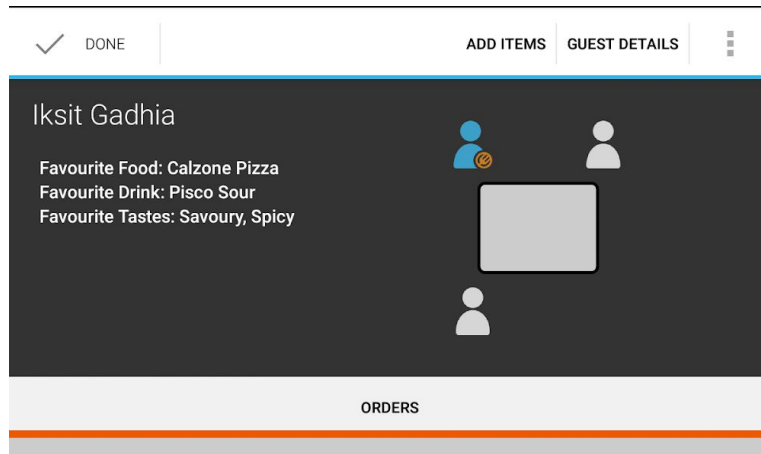 DONE
ADD ITEMS
GUEST DETAILS
Iksit Gadhia
Favourite Food: Calzone Pizza
Favourite Drink: Pisco Sour
Favourite Tastes: Savoury, Spicy
ORDERS